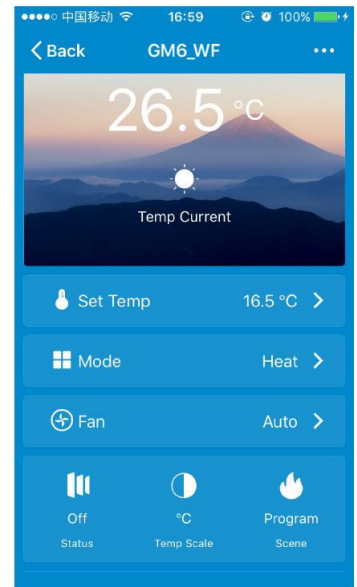 中国移动 16:59 100%
Back GM6_WF ...
26.5 °C
Temp Current
Set Temp 16.5 °C
Mode Heat
Fan Auto
Off °C Program
Status Temp Scale Scene